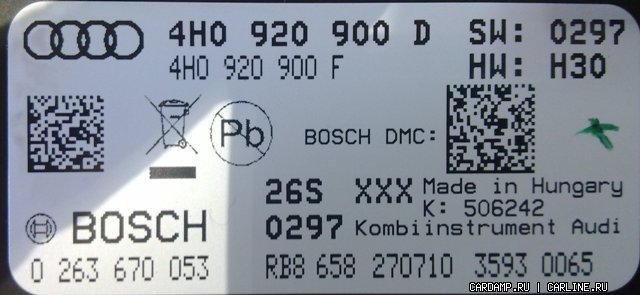 4H0 920 900 D SW: 0297
4H0 920 900 F HW: H30
Pb BOSCH DMC:
26S XXX Made in Hungary
K: 506242
BOSCH 0297 Kombiinstrument Audi
0 263 670 053 RB8 658 270710 3593 0065
CARDAMP.RU | CARLINE.RU